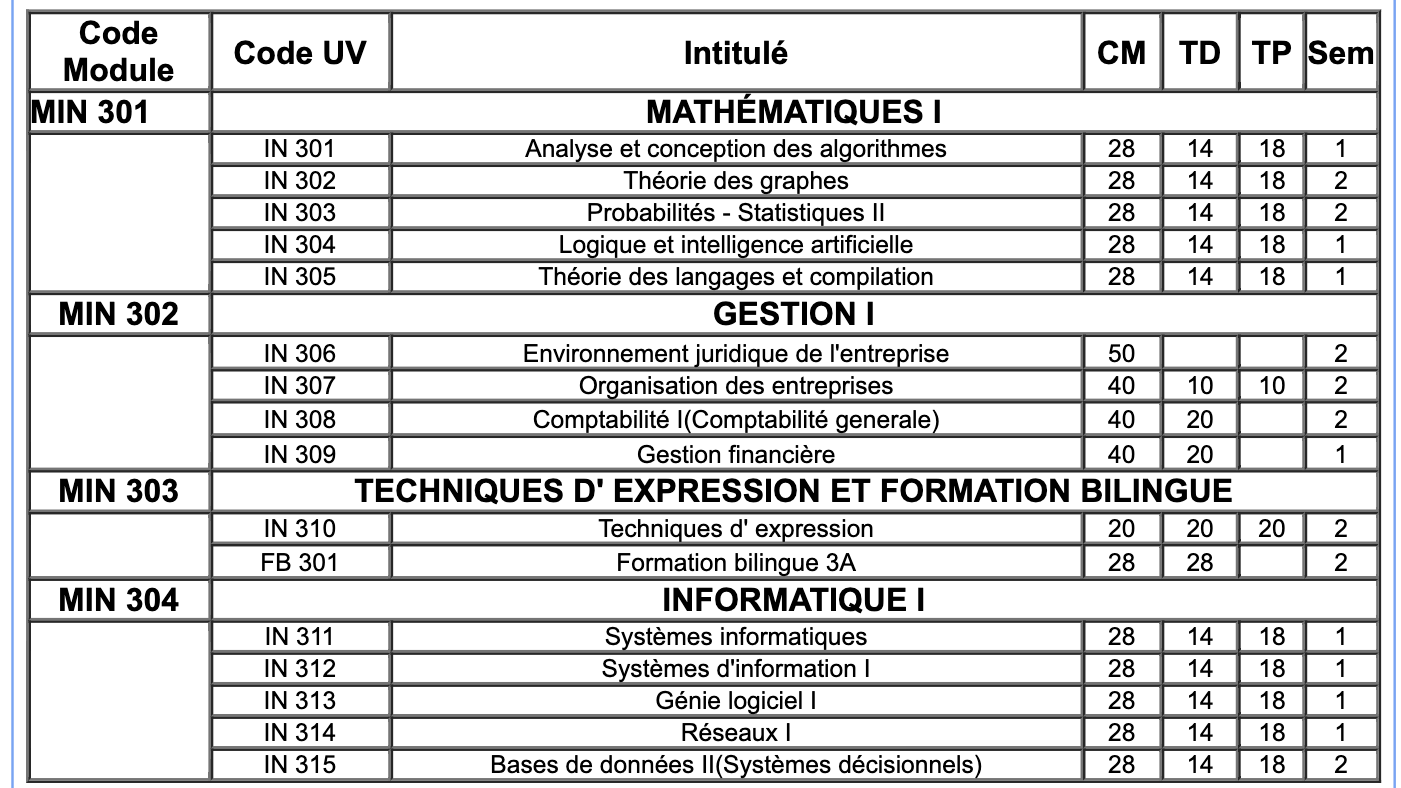 Code Module Code UV Intitulé CM TD TP Sem
MIN 301 MATHÉMATIQUES I
IN 301 Analyse et conception des algorithmes 28 14 18 1
IN 302 Théorie des graphes 28 14 18 2
IN 303 Probabilités - Statistiques II 28 14 18 2
IN 304 Logique et intelligence artificielle 28 14 18 1
IN 305 Théorie des langages et compilation 28 14 18 1
MIN 302 GESTION I
IN 306 Environnement juridique de l'entreprise 50 2
IN 307 Organisation des entreprises 40 10 10 2
IN 308 Comptabilité I(Comptabilité generale) 40 20 2
IN 309 Gestion financière 40 20 1
MIN 303 TECHNIQUES D' EXPRESSION ET FORMATION BILINGUE
IN 310 Techniques d' expression 20 20 20 2
FB 301 Formation bilingue 3A 28 28 2
MIN 304 INFORMATIQUE I
IN 311 Systèmes informatiques 28 14 18 1
IN 312 Systèmes d'information I 28 14 18 1
IN 313 Génie logiciel I 28 14 18 1
IN 314 Réseaux I 28 14 18 1
IN 315 Bases de données II(Systèmes décisionnels) 28 14 18 2